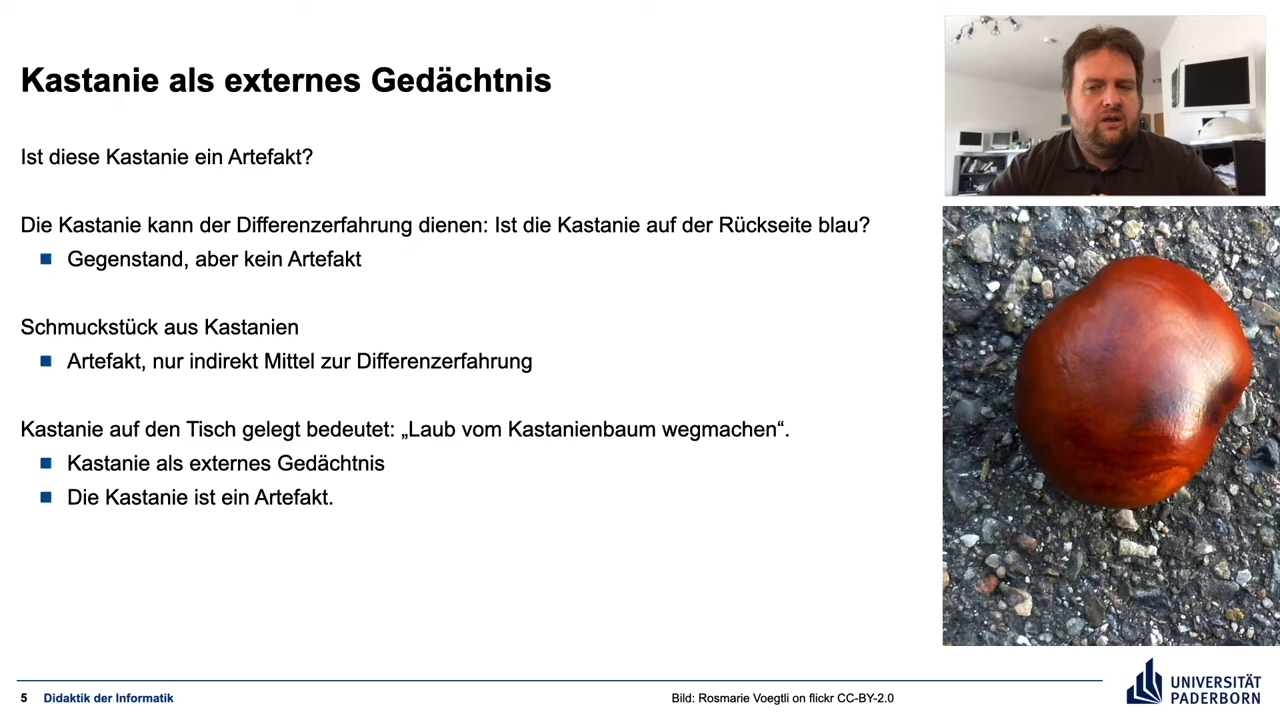 Kastanie als externes Gedächtnis
Ist diese Kastanie ein Artefakt?
Die Kastanie kann der Differenzerfahrung dienen: Ist die Kastanie auf der Rückseite blau?
Gegenstand, aber kein Artefakt
Schmuckstück aus Kastanien
Artefakt, nur indirekt Mittel zur Differenzerfahrung
Kastanie auf den Tisch gelegt bedeutet: „Laub vom Kastanienbaum wegmachen“.
Kastanie als externes Gedächtnis
Die Kastanie ist ein Artefakt.
5 Didaktik der Informatik
Bild: Rosmarie Voegtli on flickr CC-BY-2.0
UNIVERSITÄT
PADERBORN